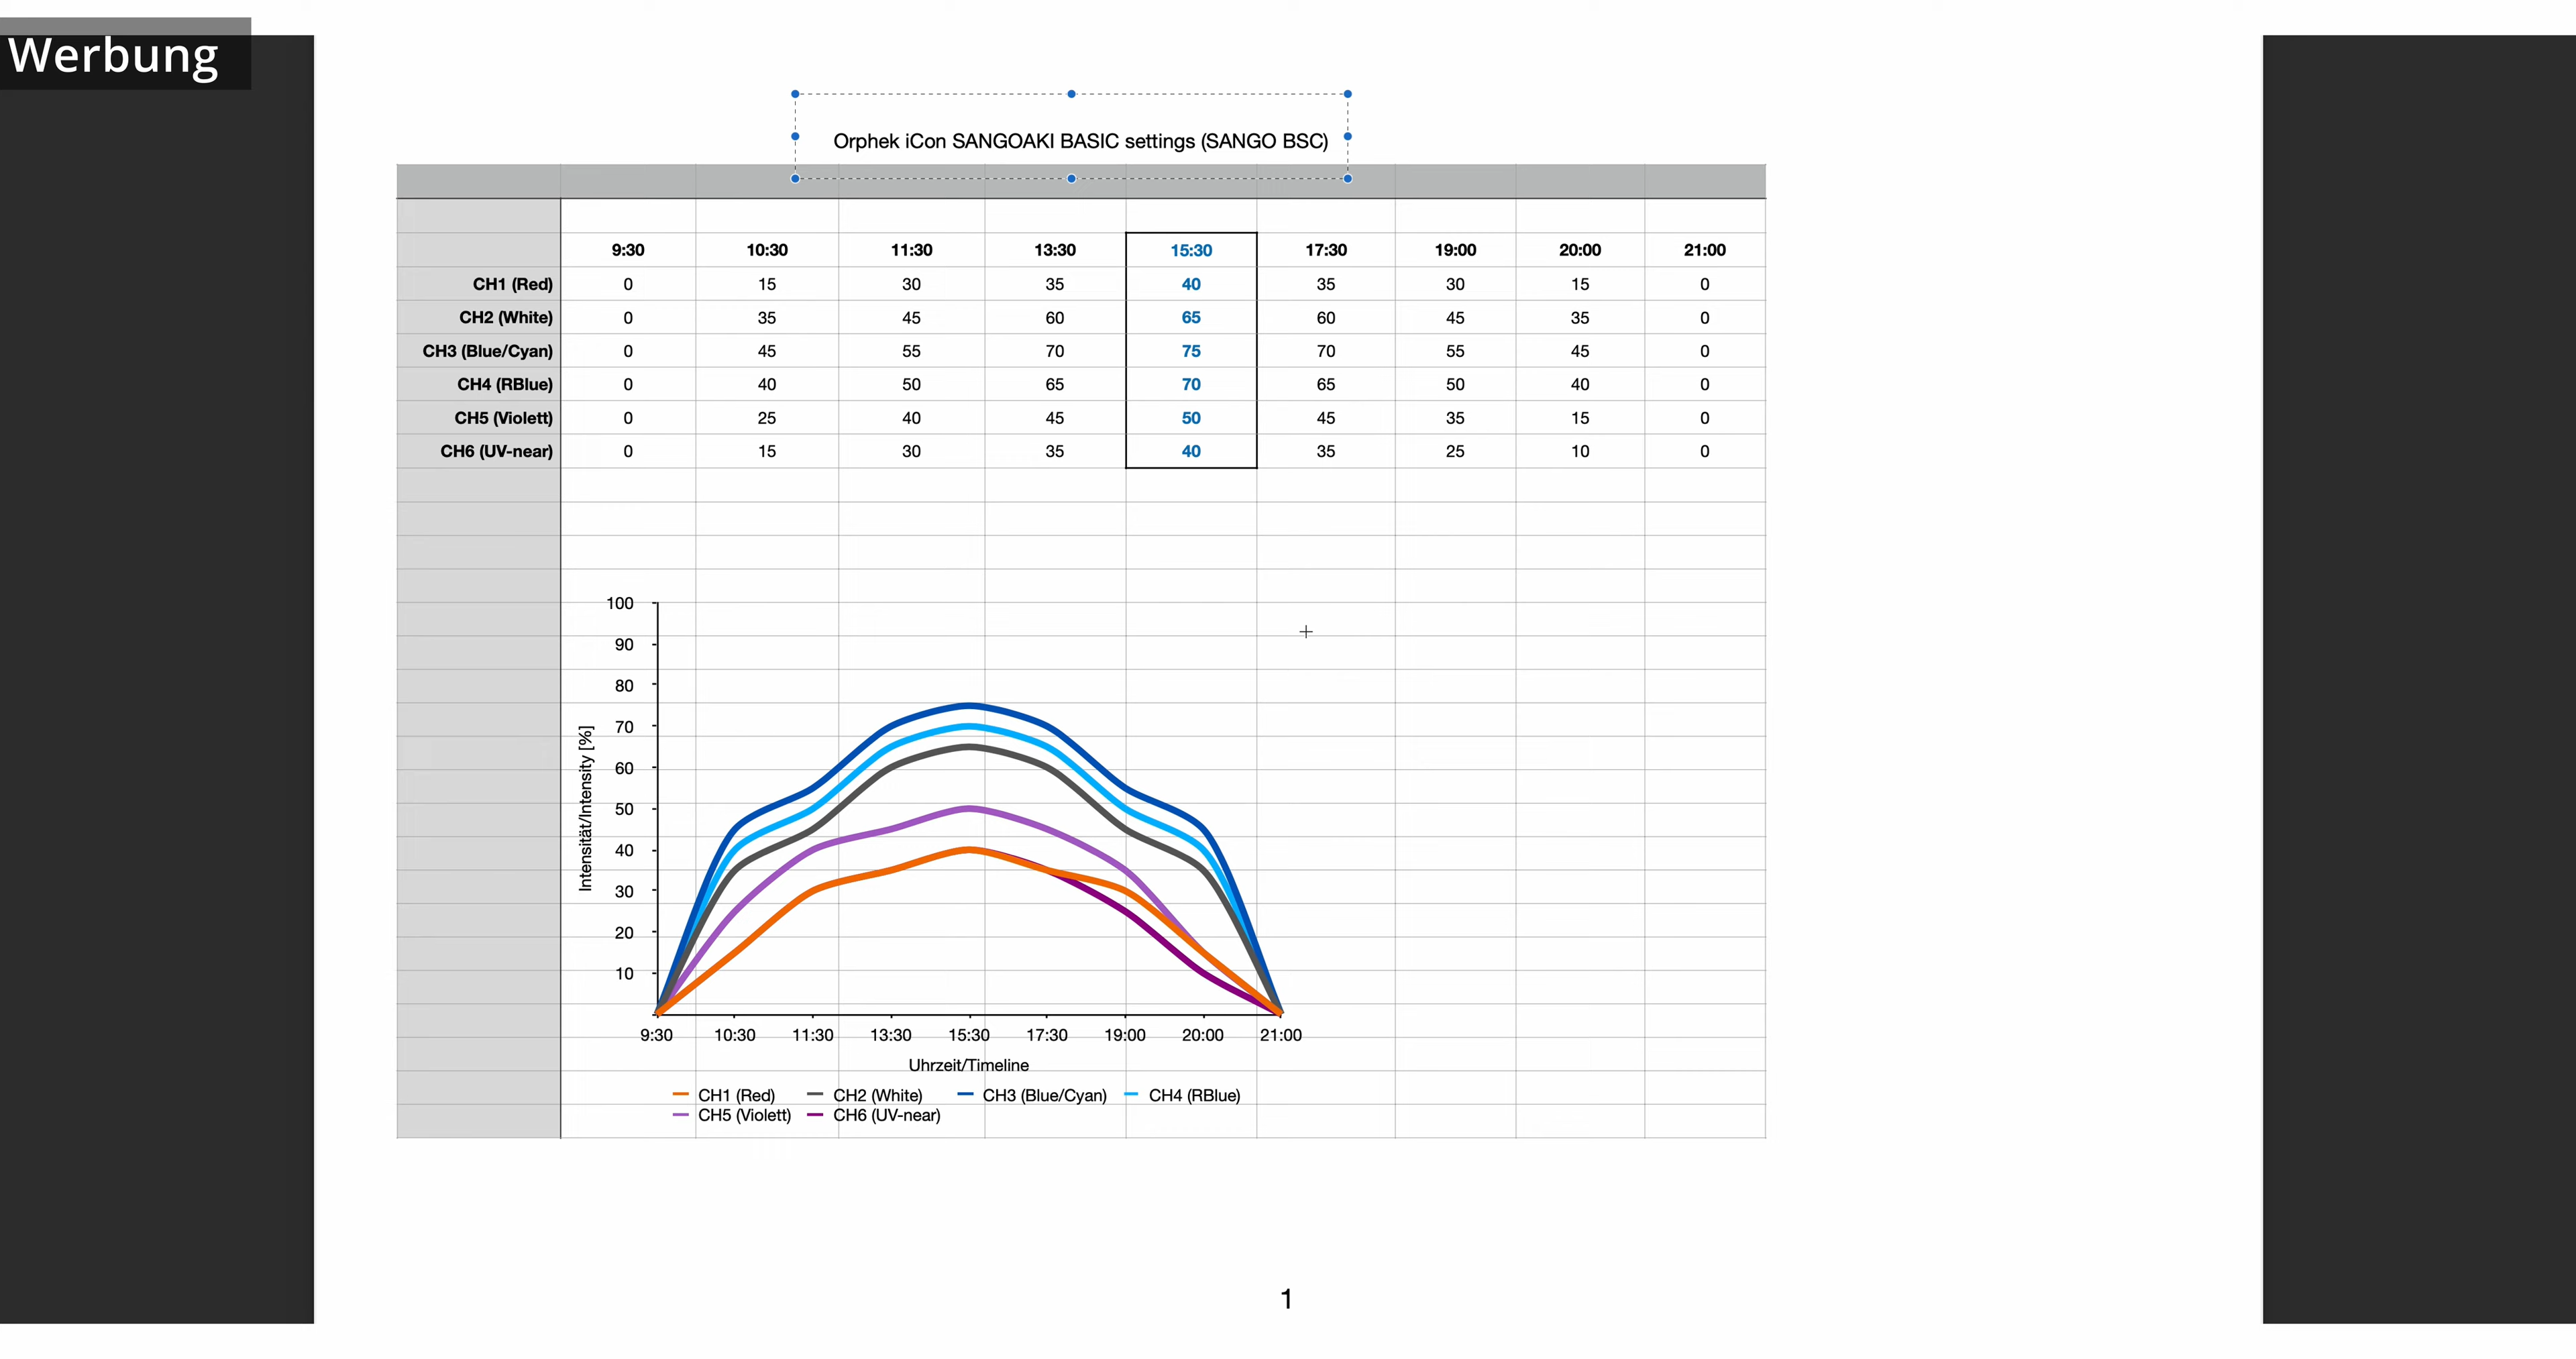 Werbung
Orphek iCon SANGOAKI BASIC settings (SANGO BSC)
9:30 10:30 11:30 13:30 15:30 17:30 19:00 20:00 21:00
CH1 (Red) 0 15 30 35 40 35 30 15 0
CH2 (White) 0 35 45 60 65 60 45 35 0
CH3 (Blue/Cyan) 0 45 55 70 75 70 55 45 0
CH4 (RBlue) 0 40 50 65 70 65 50 40 0
CH5 (Violett) 0 25 40 45 50 45 35 15 0
CH6 (UV-near) 0 15 30 35 40 35 25 10 0
100
90
80
70
60
50
40
30
20
10
Intensität/Intensity [%]
9:30 10:30 11:30 13:30 15:30 17:30 19:00 20:00 21:00
Uhrzeit/Timeline
CH1 (Red) CH2 (White) CH3 (Blue/Cyan) CH4 (RBlue)
CH5 (Violett) CH6 (UV-near)
1